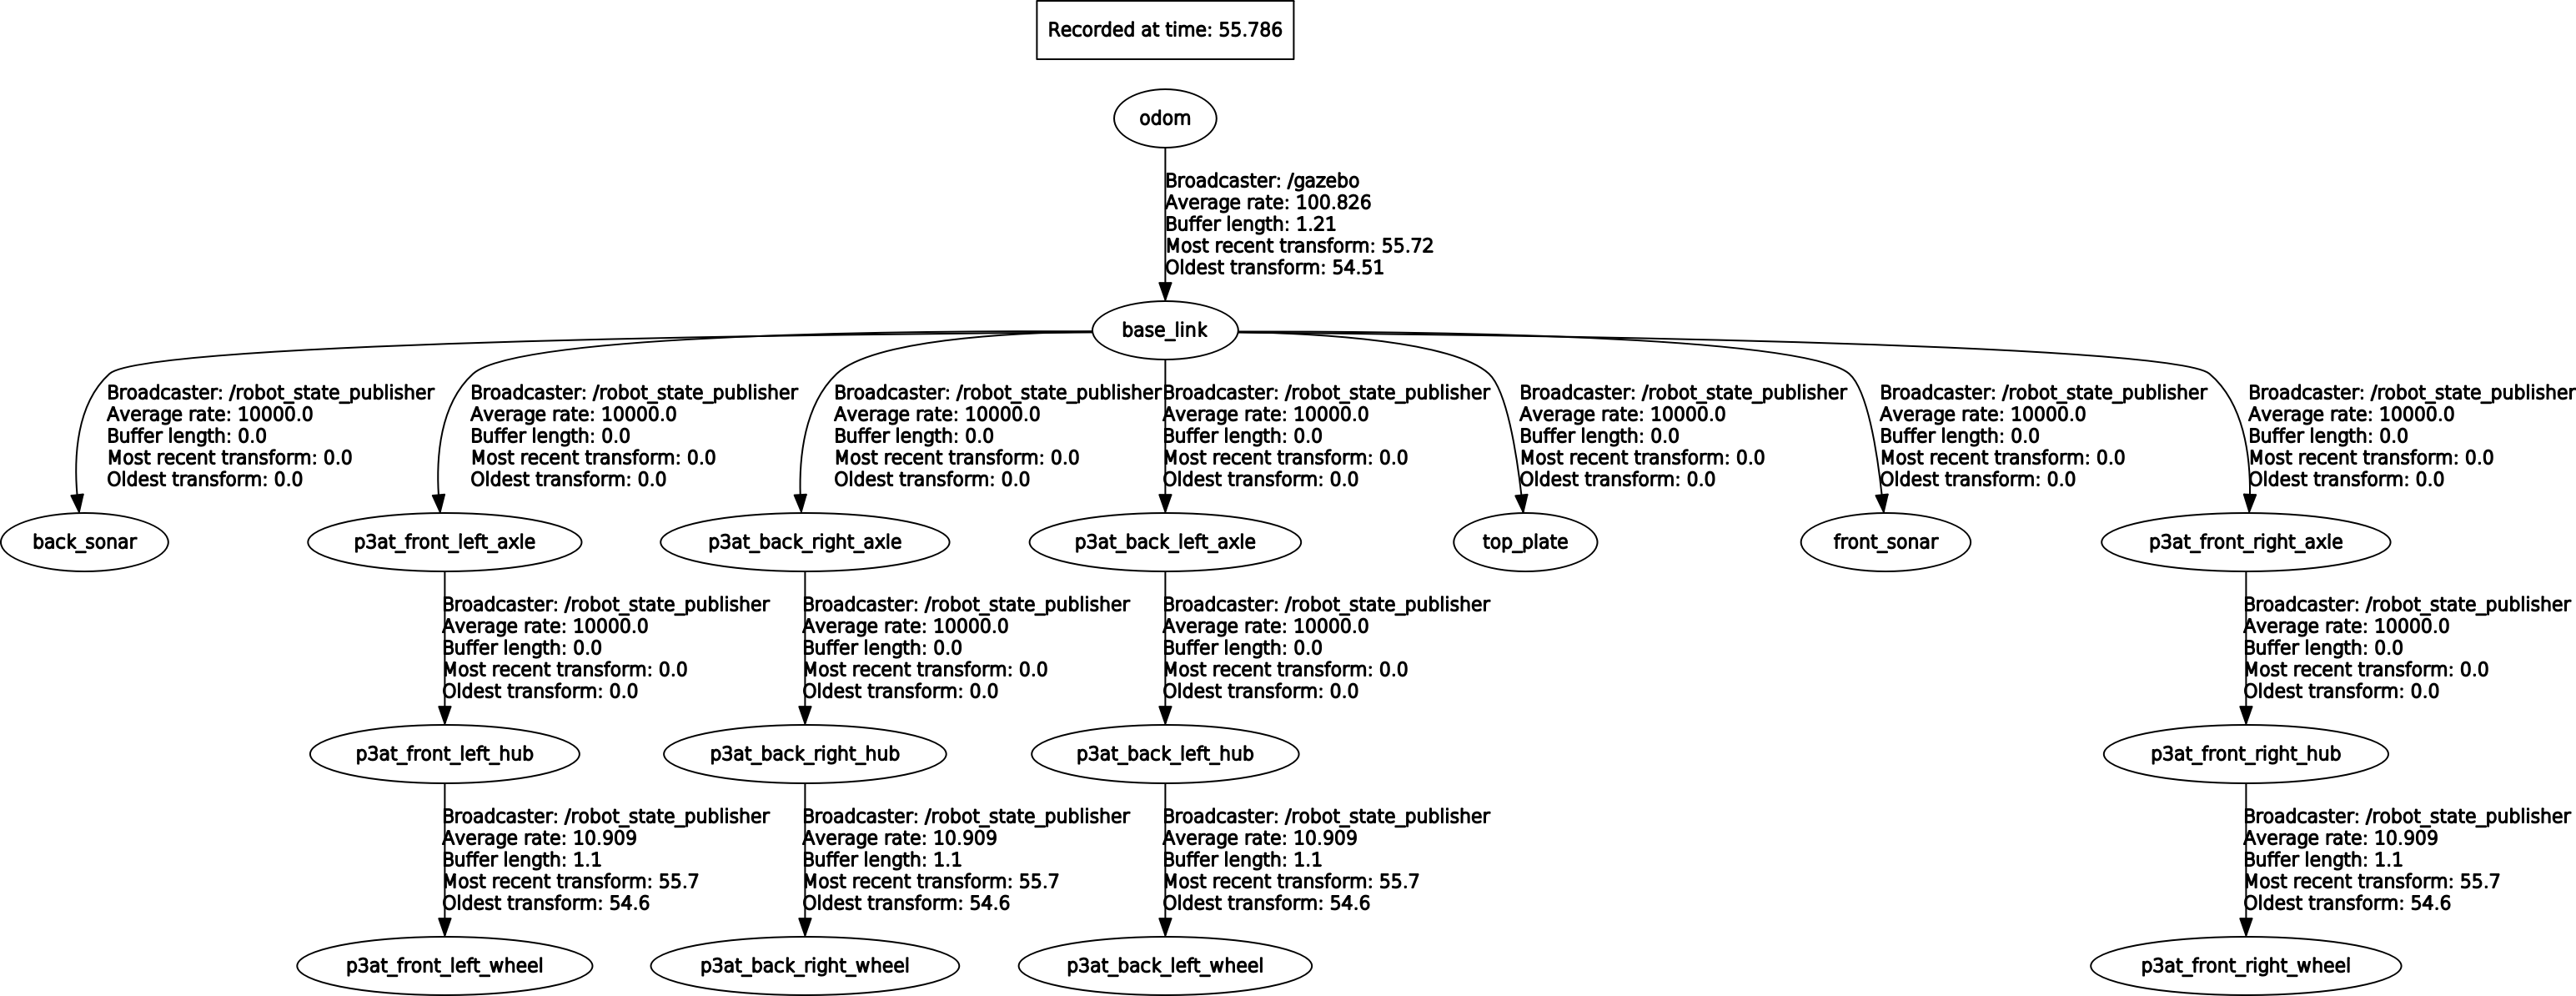 Recorded at time: 55.786
odom
Broadcaster: /gazebo
Average rate: 100.826
Buffer length: 1.21
Most recent transform: 55.72
Oldest transform: 54.51
base_link
Broadcaster: /robot_state_publisher
Average rate: 10000.0
Buffer length: 0.0
Most recent transform: 0.0
Oldest transform: 0.0
Broadcaster: /robot_state_publisher
Average rate: 10000.0
Buffer length: 0.0
Most recent transform: 0.0
Oldest transform: 0.0
Broadcaster: /robot_state_publisher
Average rate: 10000.0
Buffer length: 0.0
Most recent transform: 0.0
Oldest transform: 0.0
Broadcaster: /robot_state_publisher
Average rate: 10000.0
Buffer length: 0.0
Most recent transform: 0.0
Oldest transform: 0.0
Broadcaster: /robot_state_publisher
Average rate: 10000.0
Buffer length: 0.0
Most recent transform: 0.0
Oldest transform: 0.0
Broadcaster: /robot_state_publisher
Average rate: 10000.0
Buffer length: 0.0
Most recent transform: 0.0
Oldest transform: 0.0
Broadcaster: /robot_state_publisher
Average rate: 10000.0
Buffer length: 0.0
Most recent transform: 0.0
Oldest transform: 0.0
back_sonar
p3at_front_left_axle
p3at_back_right_axle
p3at_back_left_axle
top_plate
front_sonar
p3at_front_right_axle
Broadcaster: /robot_state_publisher
Average rate: 10000.0
Buffer length: 0.0
Most recent transform: 0.0
Oldest transform: 0.0
Broadcaster: /robot_state_publisher
Average rate: 10000.0
Buffer length: 0.0
Most recent transform: 0.0
Oldest transform: 0.0
Broadcaster: /robot_state_publisher
Average rate: 10000.0
Buffer length: 0.0
Most recent transform: 0.0
Oldest transform: 0.0
Broadcaster: /robot_state_publisher
Average rate: 10000.0
Buffer length: 0.0
Most recent transform: 0.0
Oldest transform: 0.0
p3at_front_left_hub
p3at_back_right_hub
p3at_back_left_hub
p3at_front_right_hub
Broadcaster: /robot_state_publisher
Average rate: 10.909
Buffer length: 1.1
Most recent transform: 55.7
Oldest transform: 54.6
Broadcaster: /robot_state_publisher
Average rate: 10.909
Buffer length: 1.1
Most recent transform: 55.7
Oldest transform: 54.6
Broadcaster: /robot_state_publisher
Average rate: 10.909
Buffer length: 1.1
Most recent transform: 55.7
Oldest transform: 54.6
Broadcaster: /robot_state_publisher
Average rate: 10.909
Buffer length: 1.1
Most recent transform: 55.7
Oldest transform: 54.6
p3at_front_left_wheel
p3at_back_right_wheel
p3at_back_left_wheel
p3at_front_right_wheel